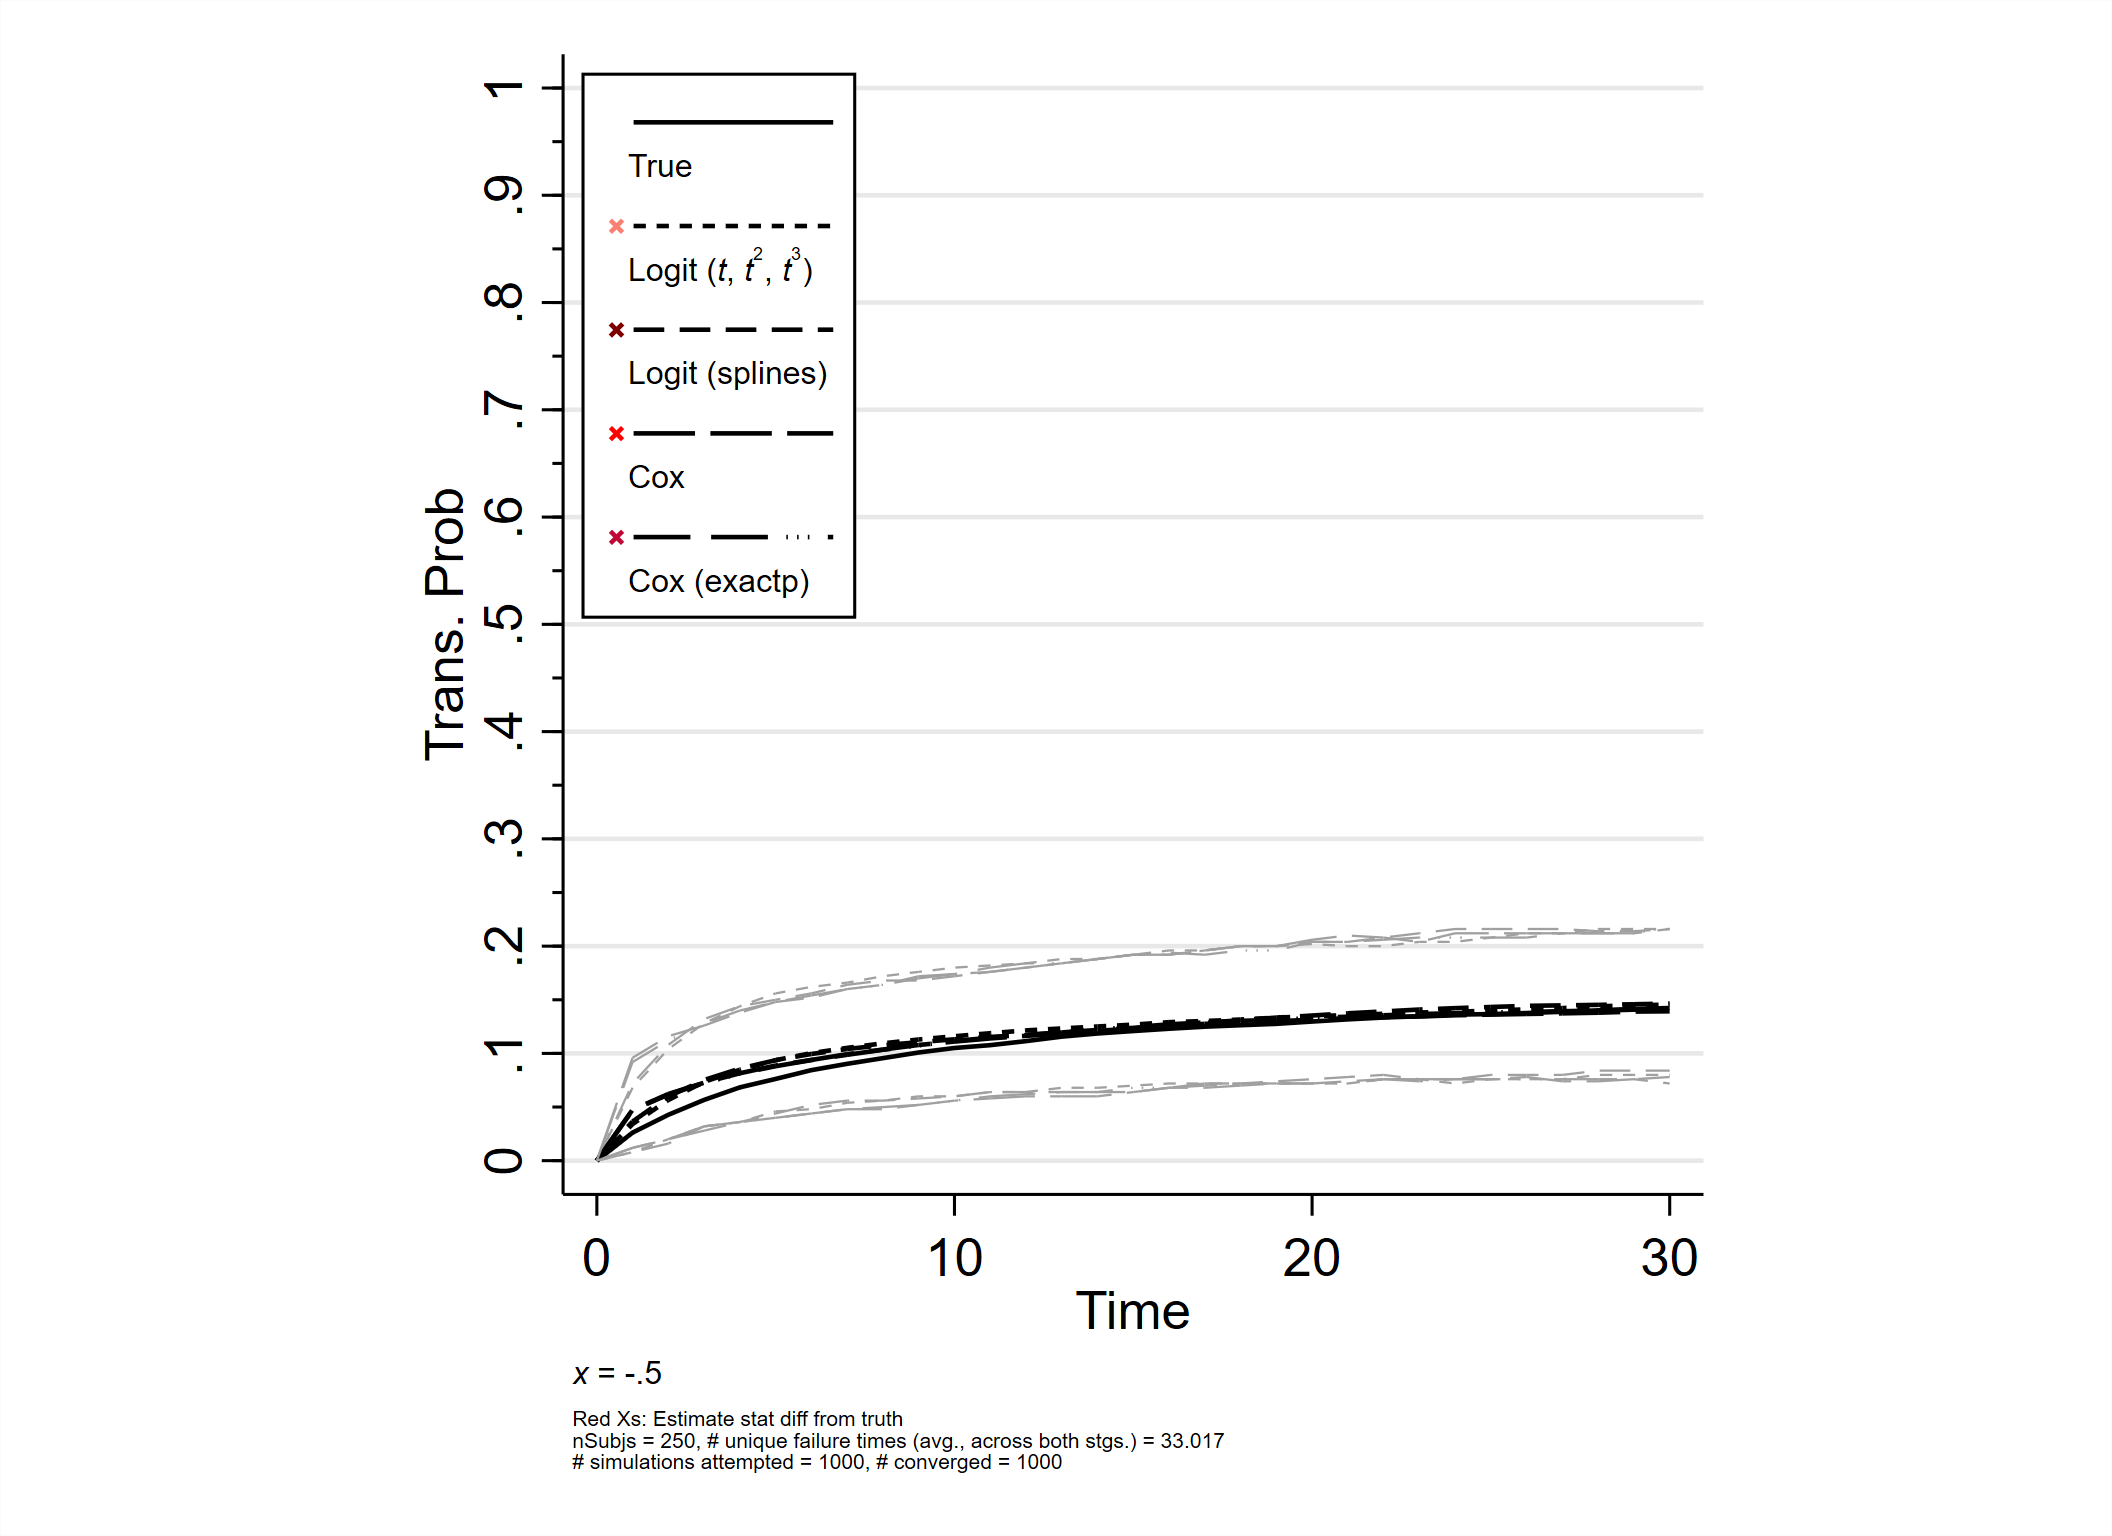 Trans. Prob
1
.9
.8
.7
.6
.5
.4
.3
.2
.1
0
True
Logit (t, t², t³)
Logit (splines)
Cox
Cox (exactp)
0 10 20 30
Time
x = -.5
Red Xs: Estimate stat diff from truth
nSubjs = 250, # unique failure times (avg., across both stgs.) = 33.017
# simulations attempted = 1000, # converged = 1000